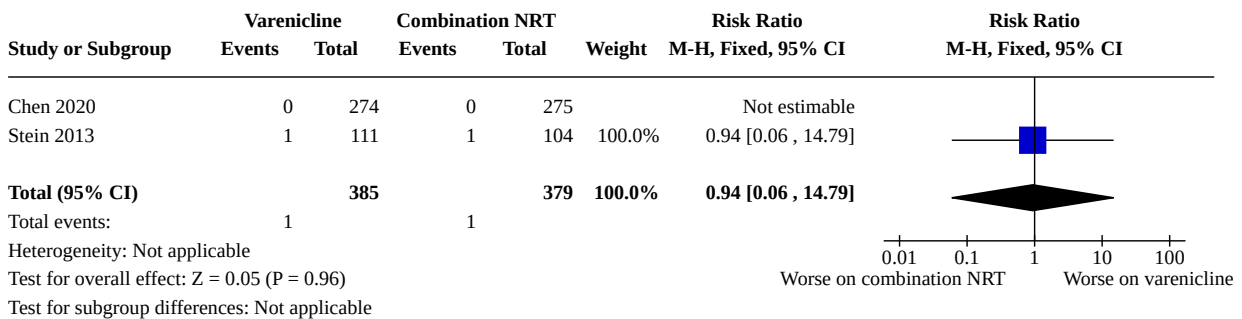 Varenicline Combination NRT Risk Ratio Risk Ratio
Study or Subgroup Events Total Events Total Weight M-H, Fixed, 95% CI M-H, Fixed, 95% CI
Chen 2020 0 274 0 275 Not estimable
Stein 2013 1 111 1 104 100.0% 0.94 [0.06 , 14.79]
Total (95% CI) 385 379 100.0% 0.94 [0.06 , 14.79]
Total events: 1 1
Heterogeneity: Not applicable
0.01 0.1 1 10 100
Test for overall effect: Z = 0.05 (P = 0.96)
Worse on combination NRT Worse on varenicline
Test for subgroup differences: Not applicable